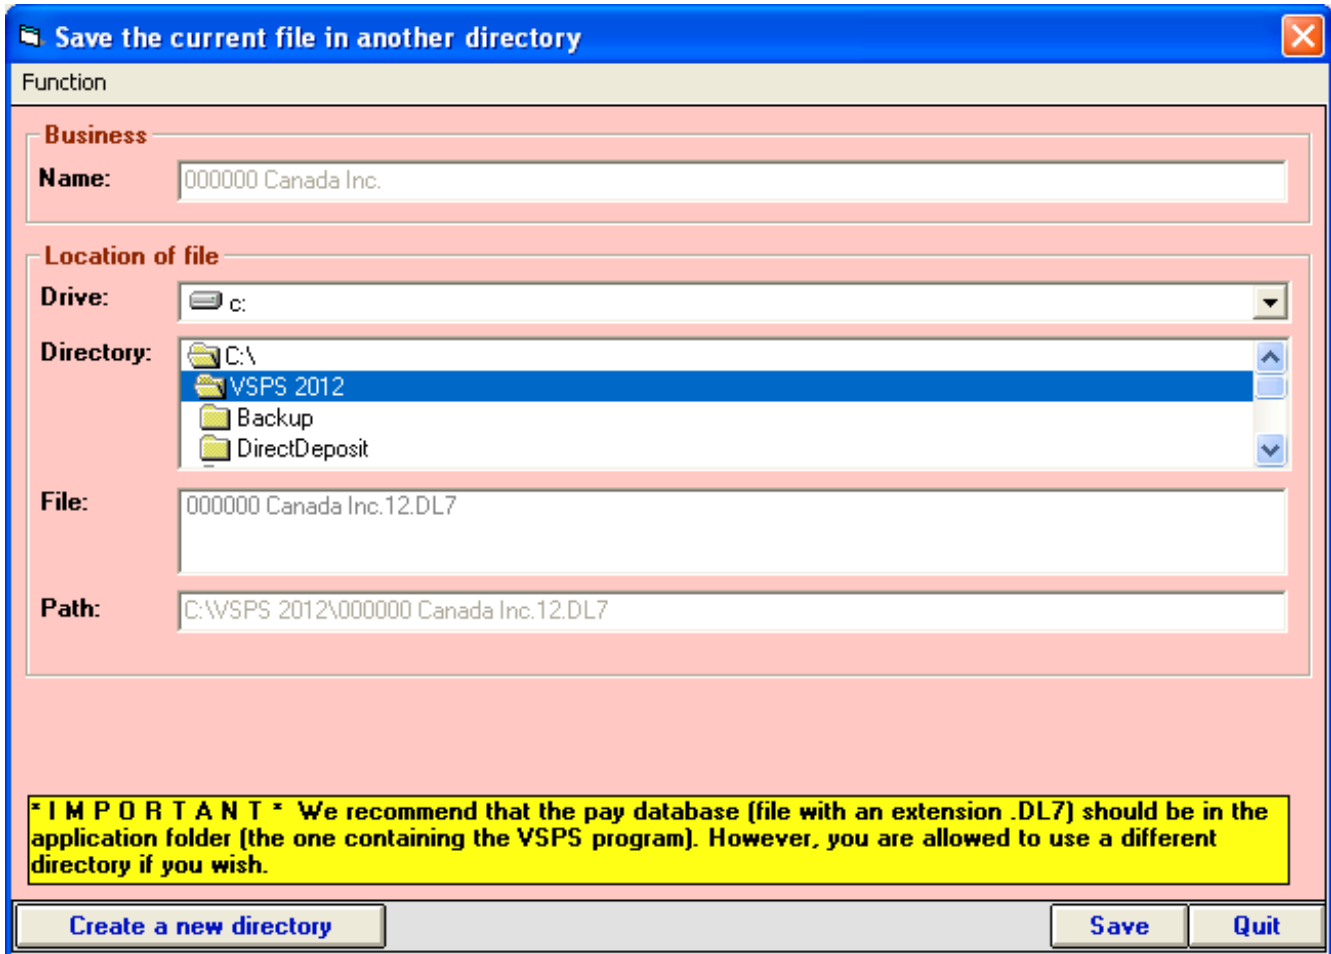 Save the current file in another directory
Function
Business
Name: 000000 Canada Inc.
Location of file
Drive: c:
Directory: C:\
VSPS 2012
Backup
DirectDeposit
File: 000000 Canada Inc.12.DL7
Path: C:\VSPS 2012\000000 Canada Inc.12.DL7
* I M P O R T A N T * We recommend that the pay database (file with an extension .DL7) should be in the
application folder (the one containing the VSPS program). However, you are allowed to use a different
directory if you wish.
Create a new directory Save Quit